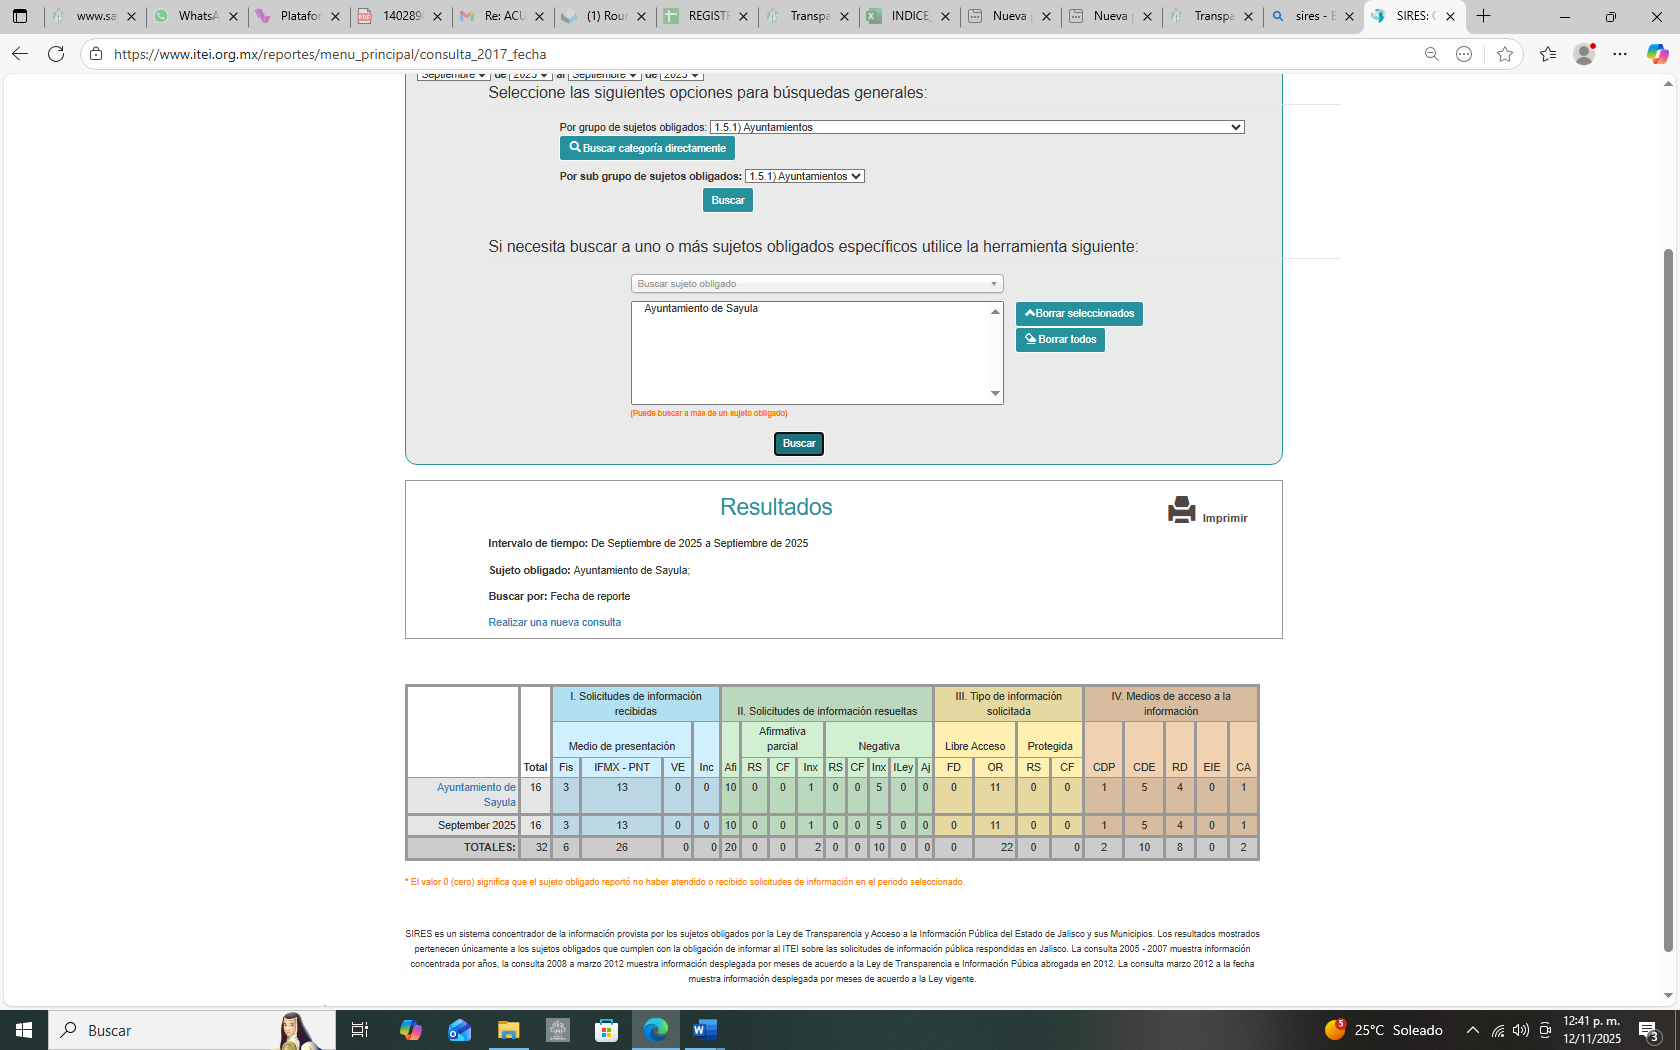 www.sa
WhatsA
Platafor
140289
Re: ACU
(1) Rour
REGISTR
Transpa
INDICE_
Nueva p
Nueva p
Transpa
sires - B
SIRES: C
https://www.itei.org.mx/reportes/menu_principal/consulta_2017_fecha
Septiembre de 2025 al Septiembre de 2025
Seleccione las siguientes opciones para búsquedas generales:
Por grupo de sujetos obligados: 1.5.1) Ayuntamientos
Buscar categoría directamente
Por sub grupo de sujetos obligados: 1.5.1) Ayuntamientos
Buscar
Si necesita buscar a uno o más sujetos obligados específicos utilice la herramienta siguiente:
Buscar sujeto obligado
Ayuntamiento de Sayula
Borrar seleccionados
Borrar todos
(Puede buscar a más de un sujeto obligado)
Buscar
Resultados
Imprimir
Intervalo de tiempo: De Septiembre de 2025 a Septiembre de 2025
Sujeto obligado: Ayuntamiento de Sayula;
Buscar por: Fecha de reporte
Realizar una nueva consulta
I. Solicitudes de información recibidas
II. Solicitudes de información resueltas
III. Tipo de información solicitada
IV. Medios de acceso a la información
Medio de presentación
Afirmativa parcial
Negativa
Libre Acceso
Protegida
Total Fis IFMX - PNT VE Inc Afi RS CF Inx RS CF Inx ILey Aj FD OR RS CF CDP CDE RD EIE CA
Ayuntamiento de Sayula 16 3 13 0 0 10 0 0 1 0 0 5 0 0 0 11 0 0 1 5 4 0 1
September 2025 16 3 13 0 0 10 0 0 1 0 0 5 0 0 0 11 0 0 1 5 4 0 1
TOTALES: 32 6 26 0 0 20 0 0 2 0 0 10 0 0 0 22 0 0 2 10 8 0 2
* El valor 0 (cero) significa que el sujeto obligado reportó no haber atendido o recibido solicitudes de información en el periodo seleccionado.
SIRES es un sistema concentrador de la información provista por los sujetos obligados por la Ley de Transparencia y Acceso a la Información Pública del Estado de Jalisco y sus Municipios. Los resultados mostrados
pertenecen únicamente a los sujetos obligados que cumplen con la obligación de informar al ITEI sobre las solicitudes de información pública respondidas en Jalisco. La consulta 2005 - 2007 muestra información
concentrada por años, la consulta 2008 a marzo 2012 muestra información desplegada por meses de acuerdo a la Ley de Transparencia e Información Púbica abrogada en 2012. La consulta marzo 2012 a la fecha
muestra información desplegada por meses de acuerdo a la Ley vigente.
Buscar
5
25°C Soleado
12:41 p. m.
12/11/2025
3